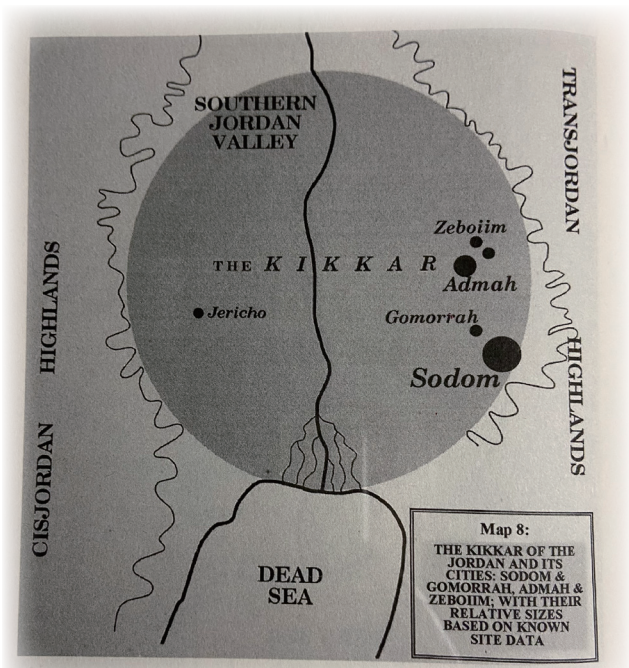 SOUTHERN
JORDAN
VALLEY
TRANSJORDAN
HIGHLANDS
Zeboiim
THE KIKKAR
Admah
Jericho
Gomorrah
Sodom
HIGHLANDS
CISJORDAN
DEAD
SEA
Map 8:
THE KIKKAR OF THE
JORDAN AND ITS
CITIES: SODOM &
GOMORRAH, ADMAH &
ZEBOIIM; WITH THEIR
RELATIVE SIZES
BASED ON KNOWN
SITE DATA